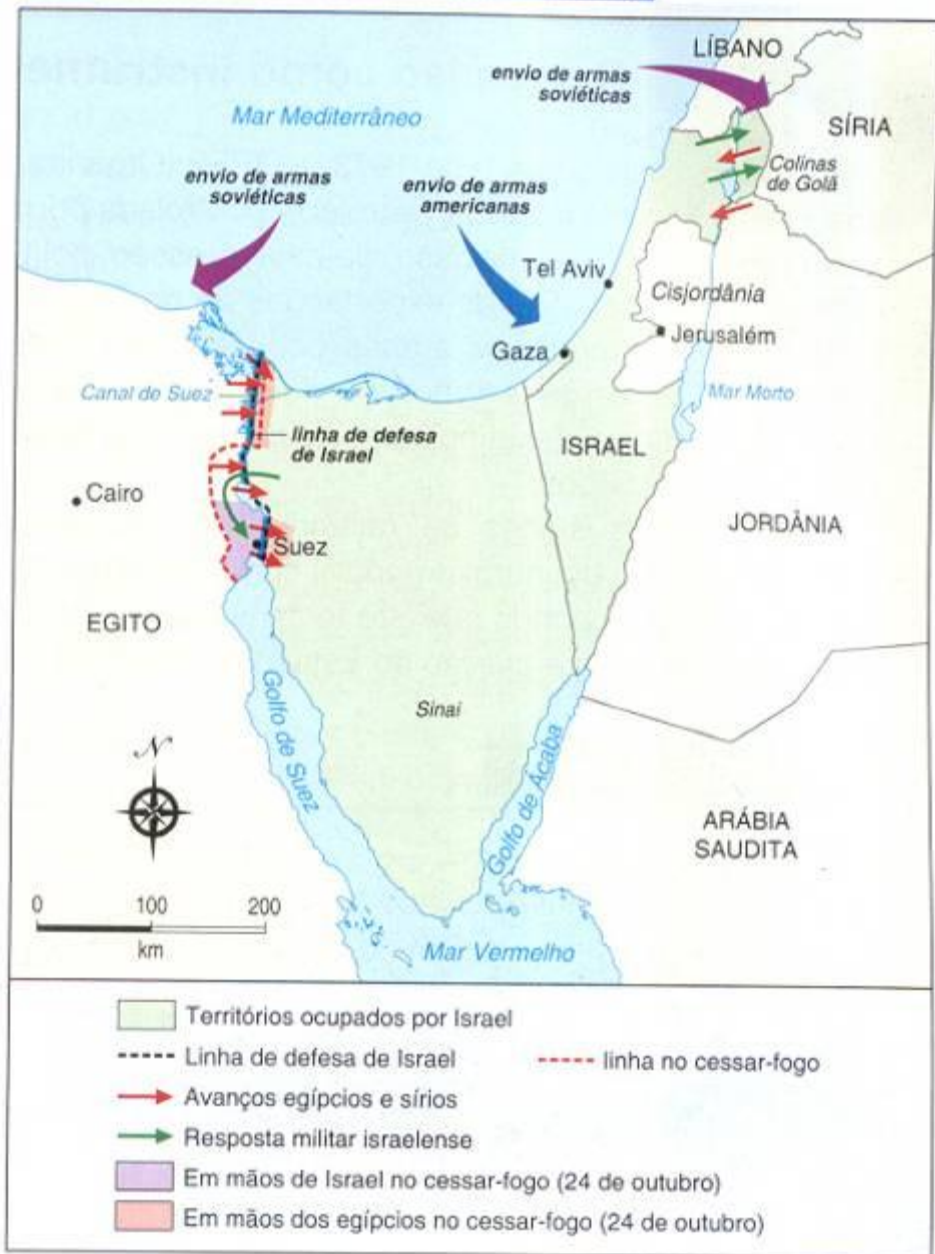 LÍBANO
envio de armas
soviéticas
SÍRIA
Mar Mediterrâneo
Colinas
de Golã
envio de armas
soviéticas
envio de armas
americanas
Tel Aviv
Cisjordânia
Jerusalém
Gaza
Canal de Suez
Mar Morto
linha de defesa
de Israel
ISRAEL
Cairo
JORDÂNIA
Suez
EGITO
Golfo de Suez
Sinai
Golfo de Ácaba
N
ARÁBIA
SAUDITA
0 100 200
km
Mar Vermelho
Territórios ocupados por Israel
Linha de defesa de Israel
linha no cessar-fogo
Avanços egípcios e sírios
Resposta militar israelense
Em mãos de Israel no cessar-fogo (24 de outubro)
Em mãos dos egípcios no cessar-fogo (24 de outubro)